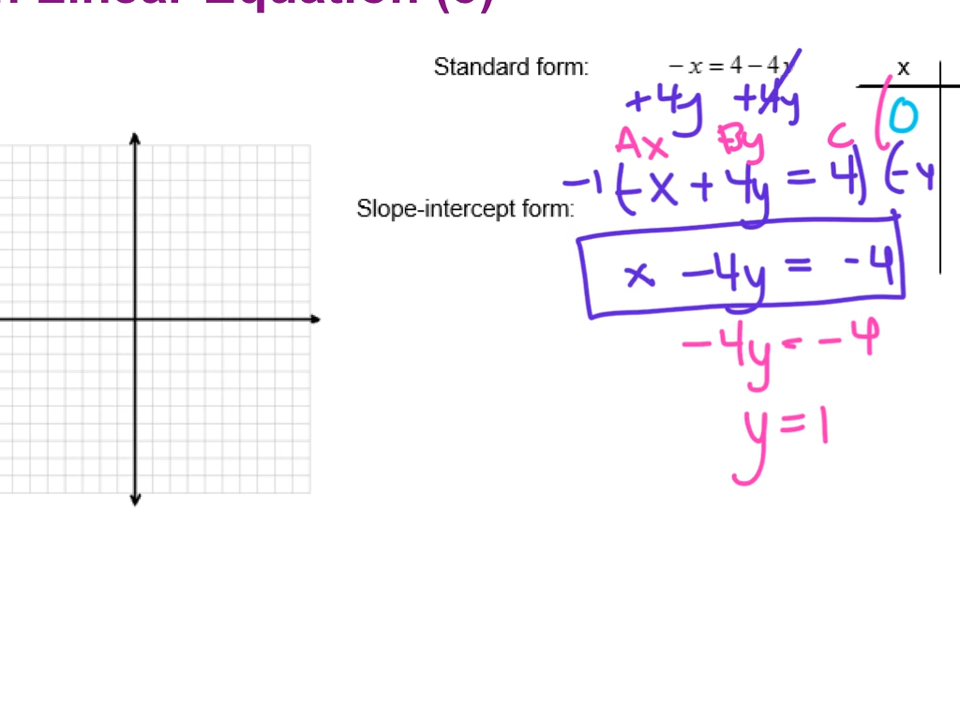 Linear Equation (3)
Standard form: – x = 4 – 4y
x
+4y +4y
0
Ax By C
-1(-x + 4y = 4)(-1
Slope-intercept form:
x - 4y = -4
-4y = -4
y = 1